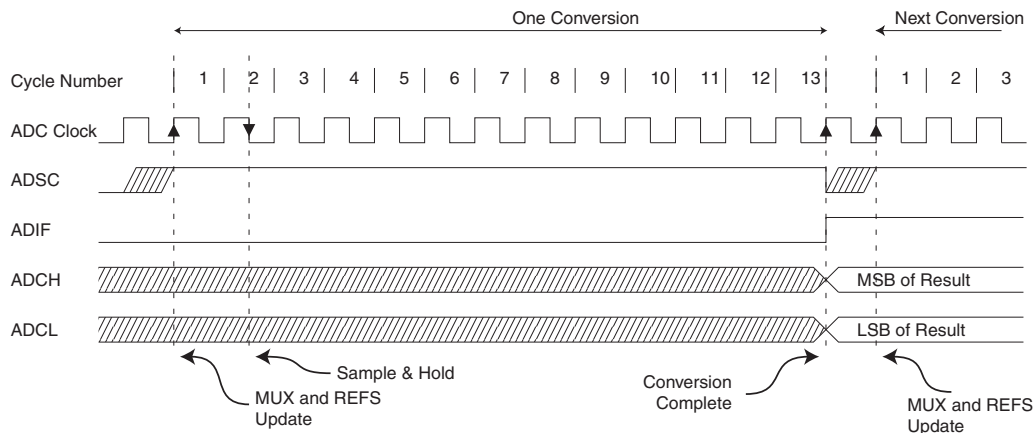 One Conversion
Next Conversion
Cycle Number 1 2 3 4 5 6 7 8 9 10 11 12 13 1 2 3
ADC Clock
ADSC
ADIF
ADCH MSB of Result
ADCL LSB of Result
Sample & Hold
MUX and REFS
Update
Conversion
Complete
MUX and REFS
Update